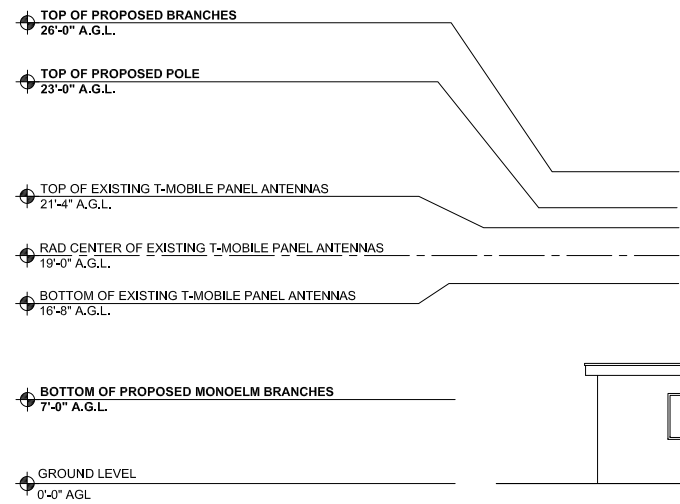 TOP OF PROPOSED BRANCHES
26'-0" A.G.L.
TOP OF PROPOSED POLE
23'-0" A.G.L.
TOP OF EXISTING T-MOBILE PANEL ANTENNAS
21'-4" A.G.L.
RAD CENTER OF EXISTING T-MOBILE PANEL ANTENNAS
19'-0" A.G.L.
BOTTOM OF EXISTING T-MOBILE PANEL ANTENNAS
16'-8" A.G.L.
BOTTOM OF PROPOSED MONOELM BRANCHES
7'-0" A.G.L.
GROUND LEVEL
0'-0" AGL